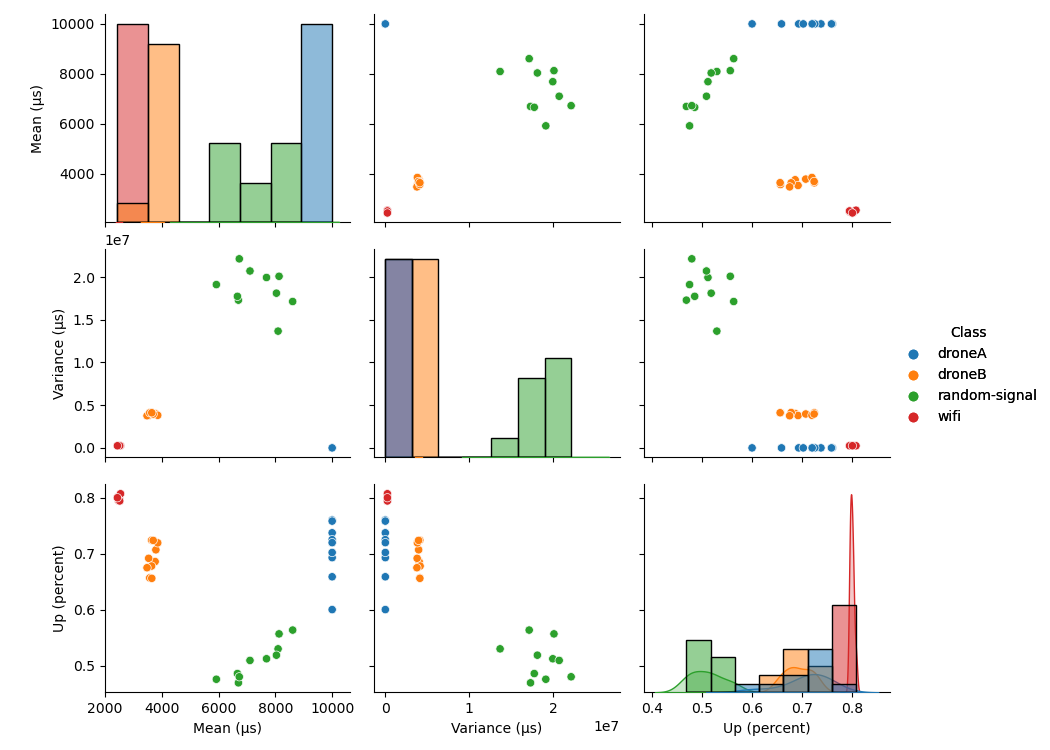 10000
8000
6000
4000
Mean (µs)
1e7
2.0
1.5
1.0
0.5
0.0
Variance (µs)
Class
droneA
droneB
random-signal
wifi
0.8
0.7
0.6
0.5
Up (percent)
2000 4000 6000 8000 10000
Mean (µs)
0 1 2
1e7
Variance (µs)
0.4 0.5 0.6 0.7 0.8
Up (percent)